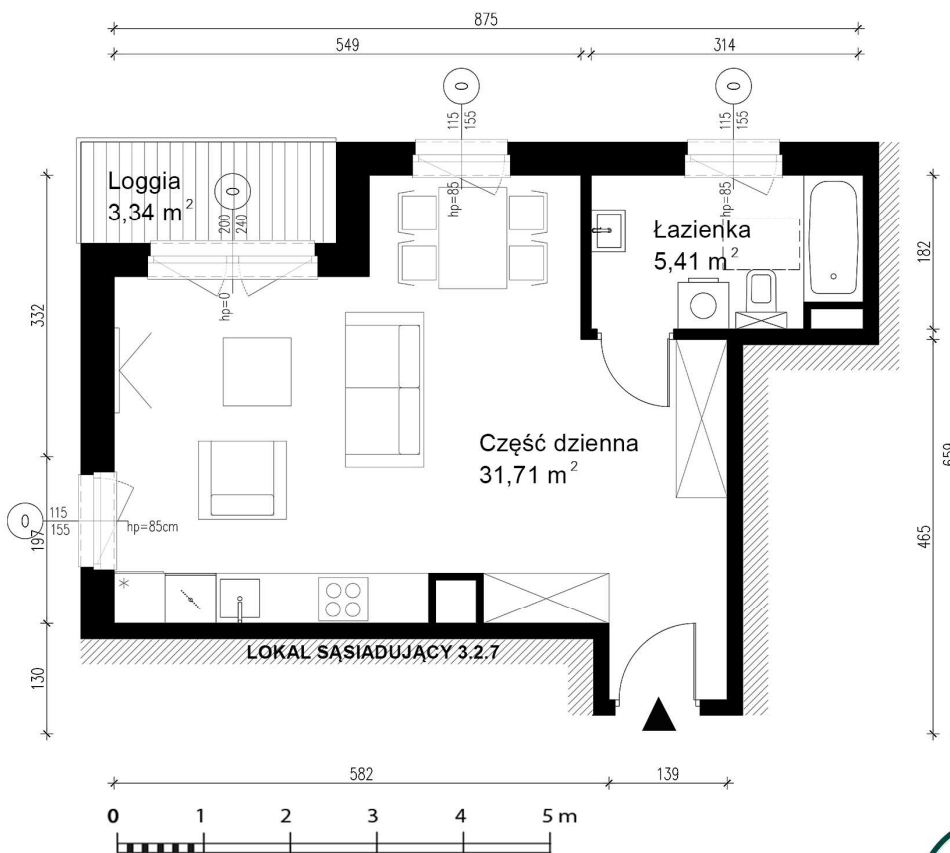 875
549
314
0
0
115
155
115
155
Loggia
3,34 m²
0
200
240
hp=0
hp=85
hp=85
Łazienka
5,41 m²
182
332
Część dzienna
31,71 m²
659
0
115
155
hp=85cm
197
465
*
LOKAL SĄSIADUJĄCY 3.2.7
130
582
139
0 1 2 3 4 5 m